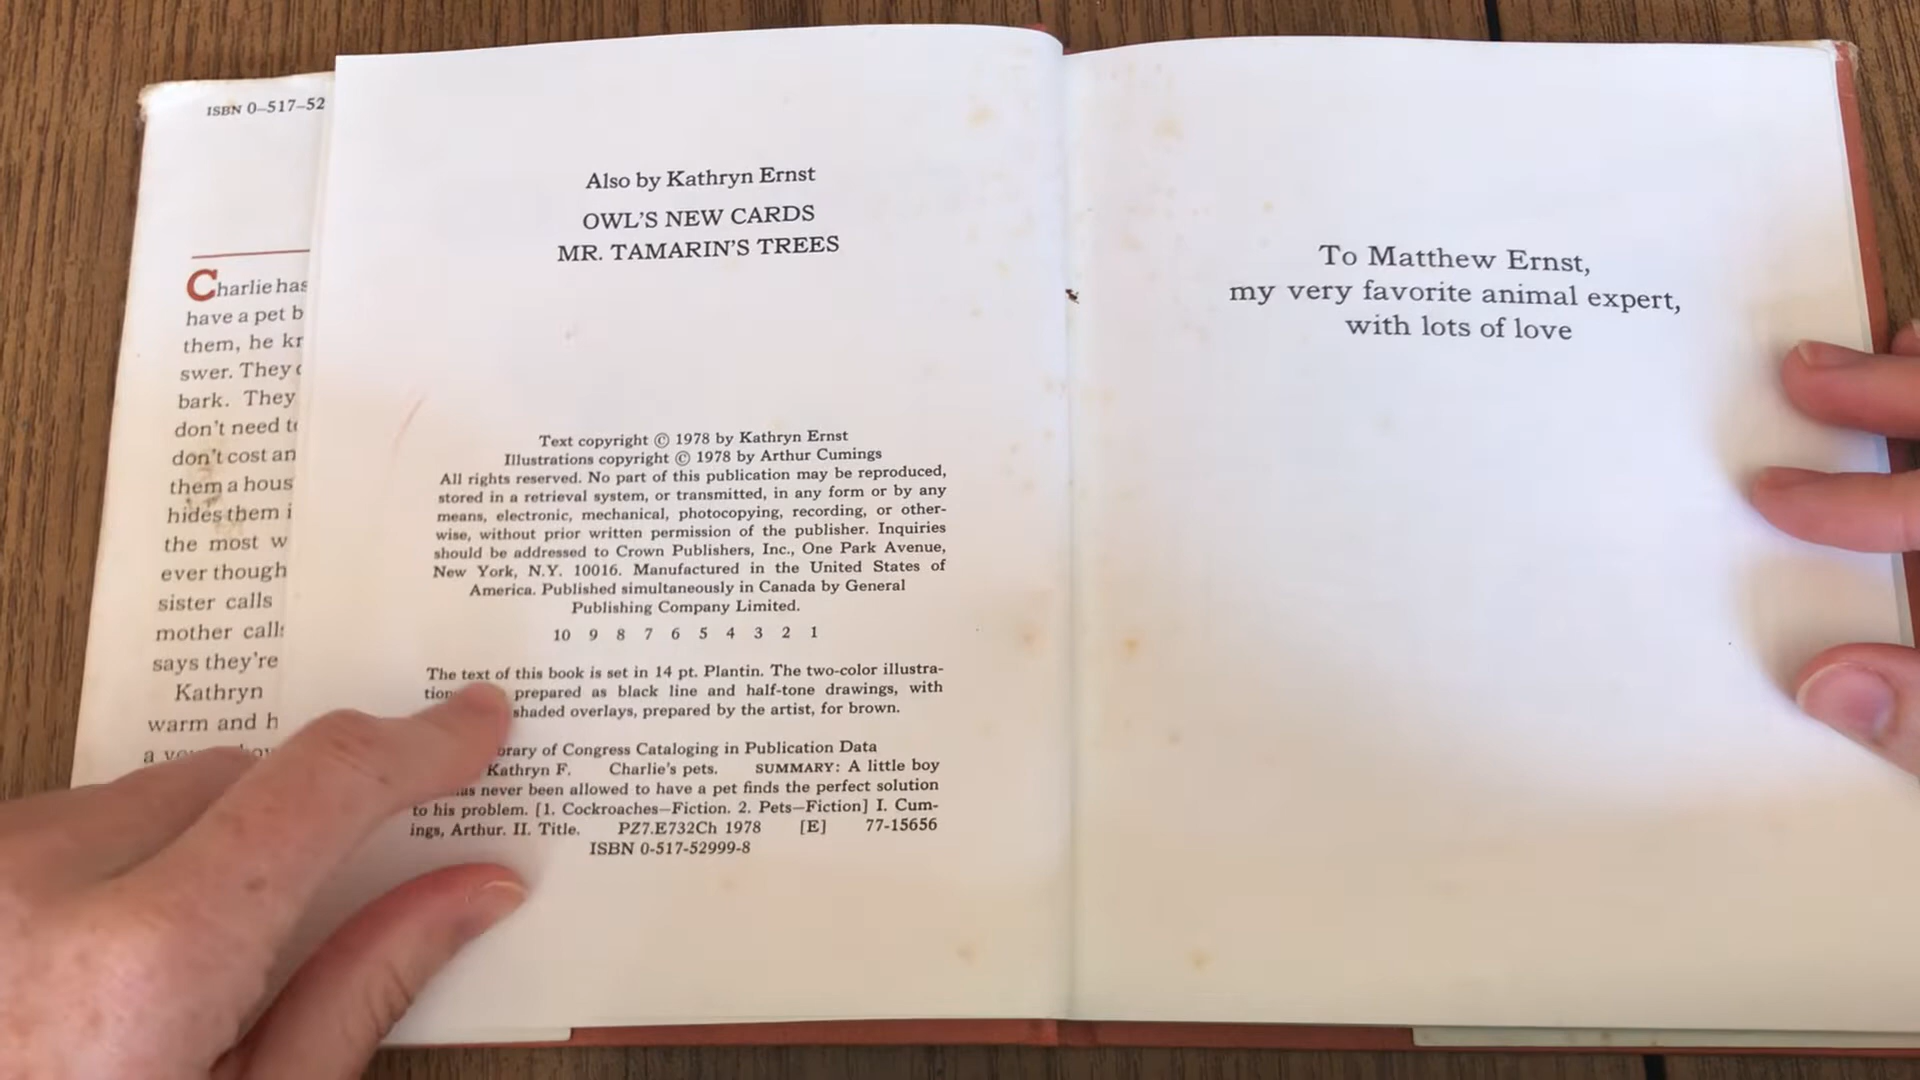 ISBN 0-517-52
Charlie has
have a pet b
them, he kr
swer. They
bark. They
don't need t
don't cost an
them a hous
hides them i
the most w
ever though
sister calls
mother call
says they're
Kathryn
warm and h
a
Also by Kathryn Ernst
OWL'S NEW CARDS
MR. TAMARIN'S TREES
Text copyright © 1978 by Kathryn Ernst
Illustrations copyright © 1978 by Arthur Cumings
All rights reserved. No part of this publication may be reproduced,
stored in a retrieval system, or transmitted, in any form or by any
means, electronic, mechanical, photocopying, recording, or other-
wise, without prior written permission of the publisher. Inquiries
should be addressed to Crown Publishers, Inc., One Park Avenue,
New York, N.Y. 10016. Manufactured in the United States of
America. Published simultaneously in Canada by General
Publishing Company Limited.
10 9 8 7 6 5 4 3 2 1
The text of this book is set in 14 pt. Plantin. The two-color illustra-
tion prepared as black line and half-tone drawings, with
shaded overlays, prepared by the artist, for brown.
brary of Congress Cataloging in Publication Data
Kathryn F. Charlie's pets. SUMMARY: A little boy
as never been allowed to have a pet finds the perfect solution
to his problem. [1. Cockroaches—Fiction. 2. Pets—Fiction] I. Cum-
ings, Arthur. II. Title. PZ7.E732Ch 1978 [E] 77-15656
ISBN 0-517-52999-8
To Matthew Ernst,
my very favorite animal expert,
with lots of love